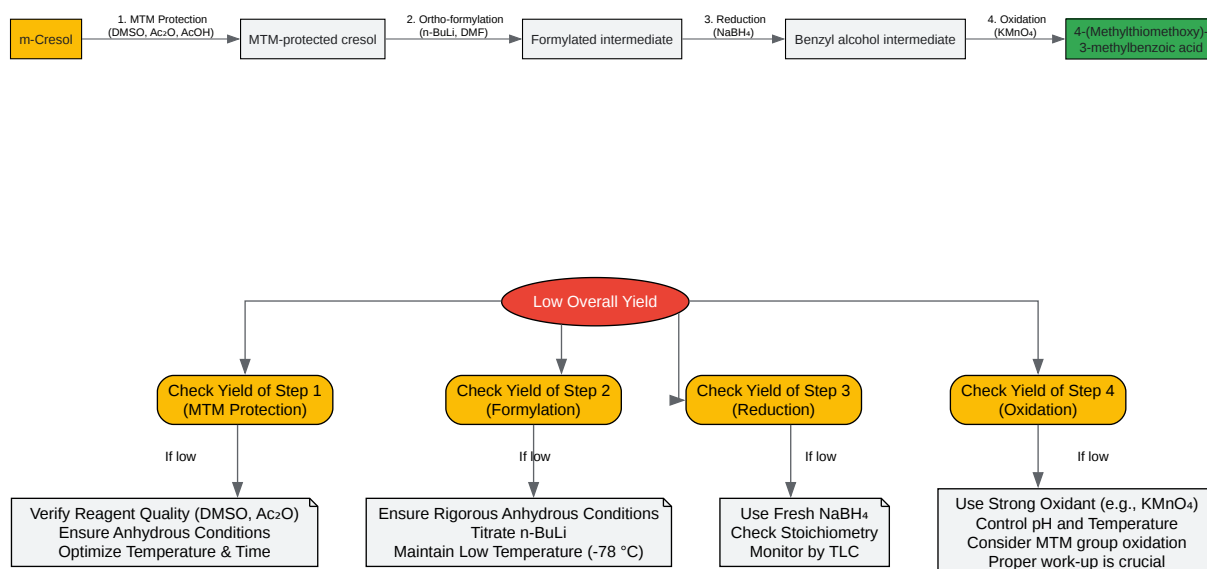 1. MTM Protection
(DMSO, Ac₂O, AcOH)
2. Ortho-formylation
(n-BuLi, DMF)
3. Reduction
(NaBH₄)
4. Oxidation
(KMnO₄)
m-Cresol
MTM-protected cresol
Formylated intermediate
Benzyl alcohol intermediate
4-(Methylthiomethoxy)-
3-methylbenzoic acid
Low Overall Yield
Check Yield of Step 1
(MTM Protection)
Check Yield of Step 2
(Formylation)
Check Yield of Step 3
(Reduction)
Check Yield of Step 4
(Oxidation)
If low
If low
If low
If low
Verify Reagent Quality (DMSO, Ac₂O)
Ensure Anhydrous Conditions
Optimize Temperature & Time
Ensure Rigorous Anhydrous Conditions
Titrate n-BuLi
Maintain Low Temperature (-78 °C)
Use Fresh NaBH₄
Check Stoichiometry
Monitor by TLC
Use Strong Oxidant (e.g., KMnO₄)
Control pH and Temperature
Consider MTM group oxidation
Proper work-up is crucial